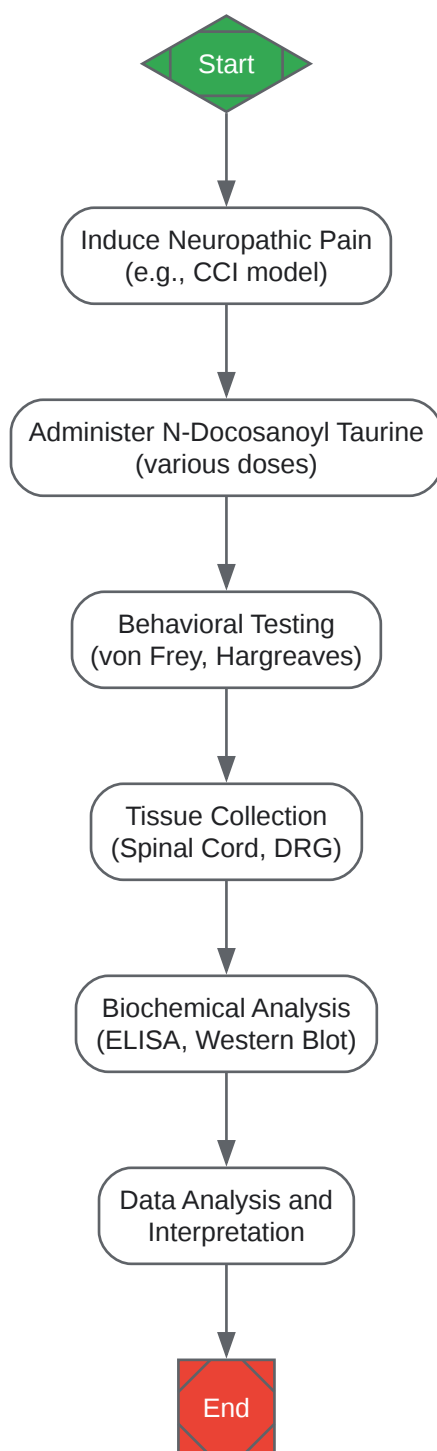 Start
Induce Neuropathic Pain
(e.g., CCI model)
Administer N-Docosanoyl Taurine
(various doses)
Behavioral Testing
(von Frey, Hargreaves)
Tissue Collection
(Spinal Cord, DRG)
Biochemical Analysis
(ELISA, Western Blot)
Data Analysis and
Interpretation
End